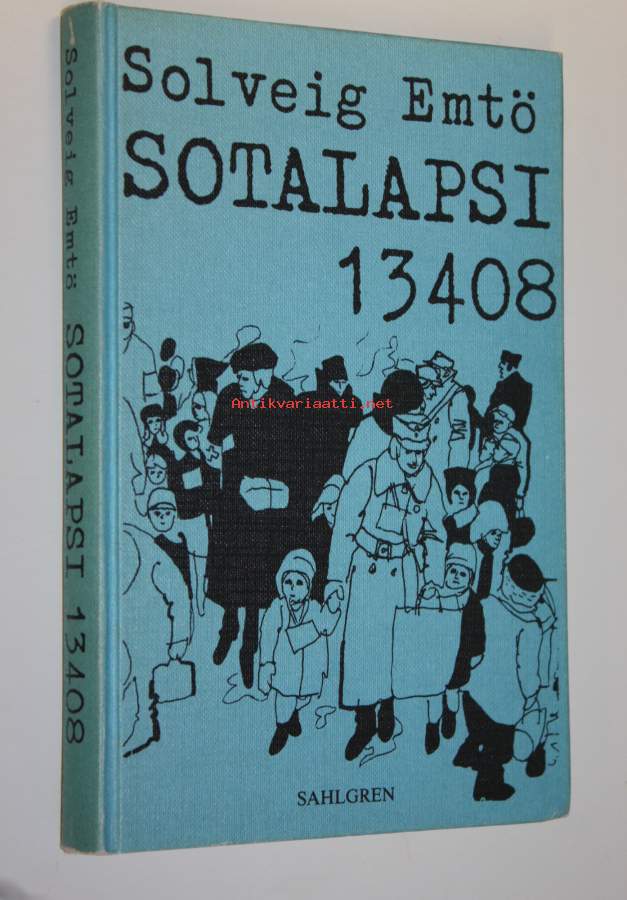 Solveig Emtö
SOTALAPSI
13408
Antikvariaatti.net
SAHLGREN
Solveig Emtö SOTALAPSI 13408